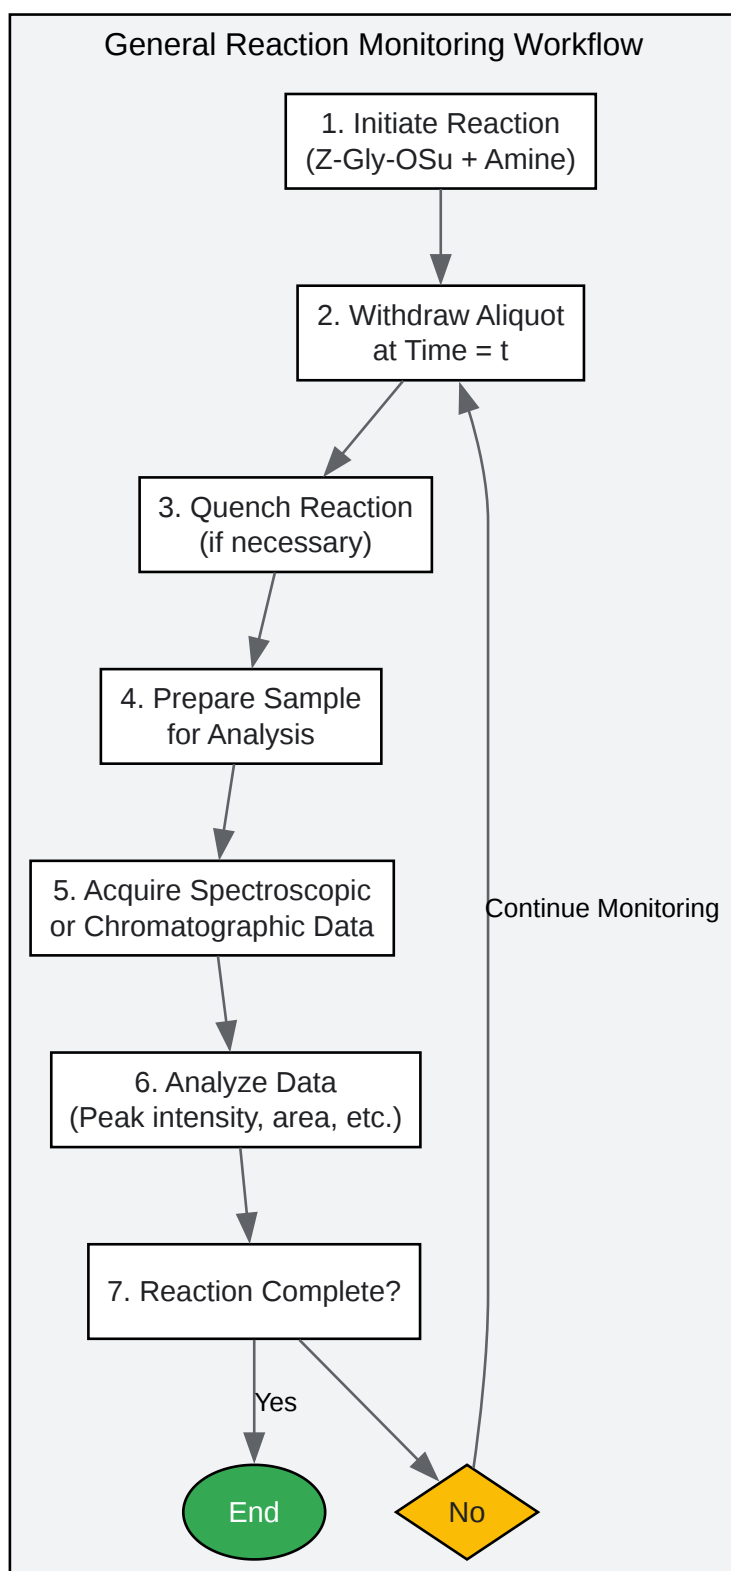 General Reaction Monitoring Workflow
1. Initiate Reaction
(Z-Gly-OSu + Amine)
2. Withdraw Aliquot
at Time = t
3. Quench Reaction
(if necessary)
4. Prepare Sample
for Analysis
5. Acquire Spectroscopic
or Chromatographic Data
Continue Monitoring
6. Analyze Data
(Peak intensity, area, etc.)
7. Reaction Complete?
Yes
End
No